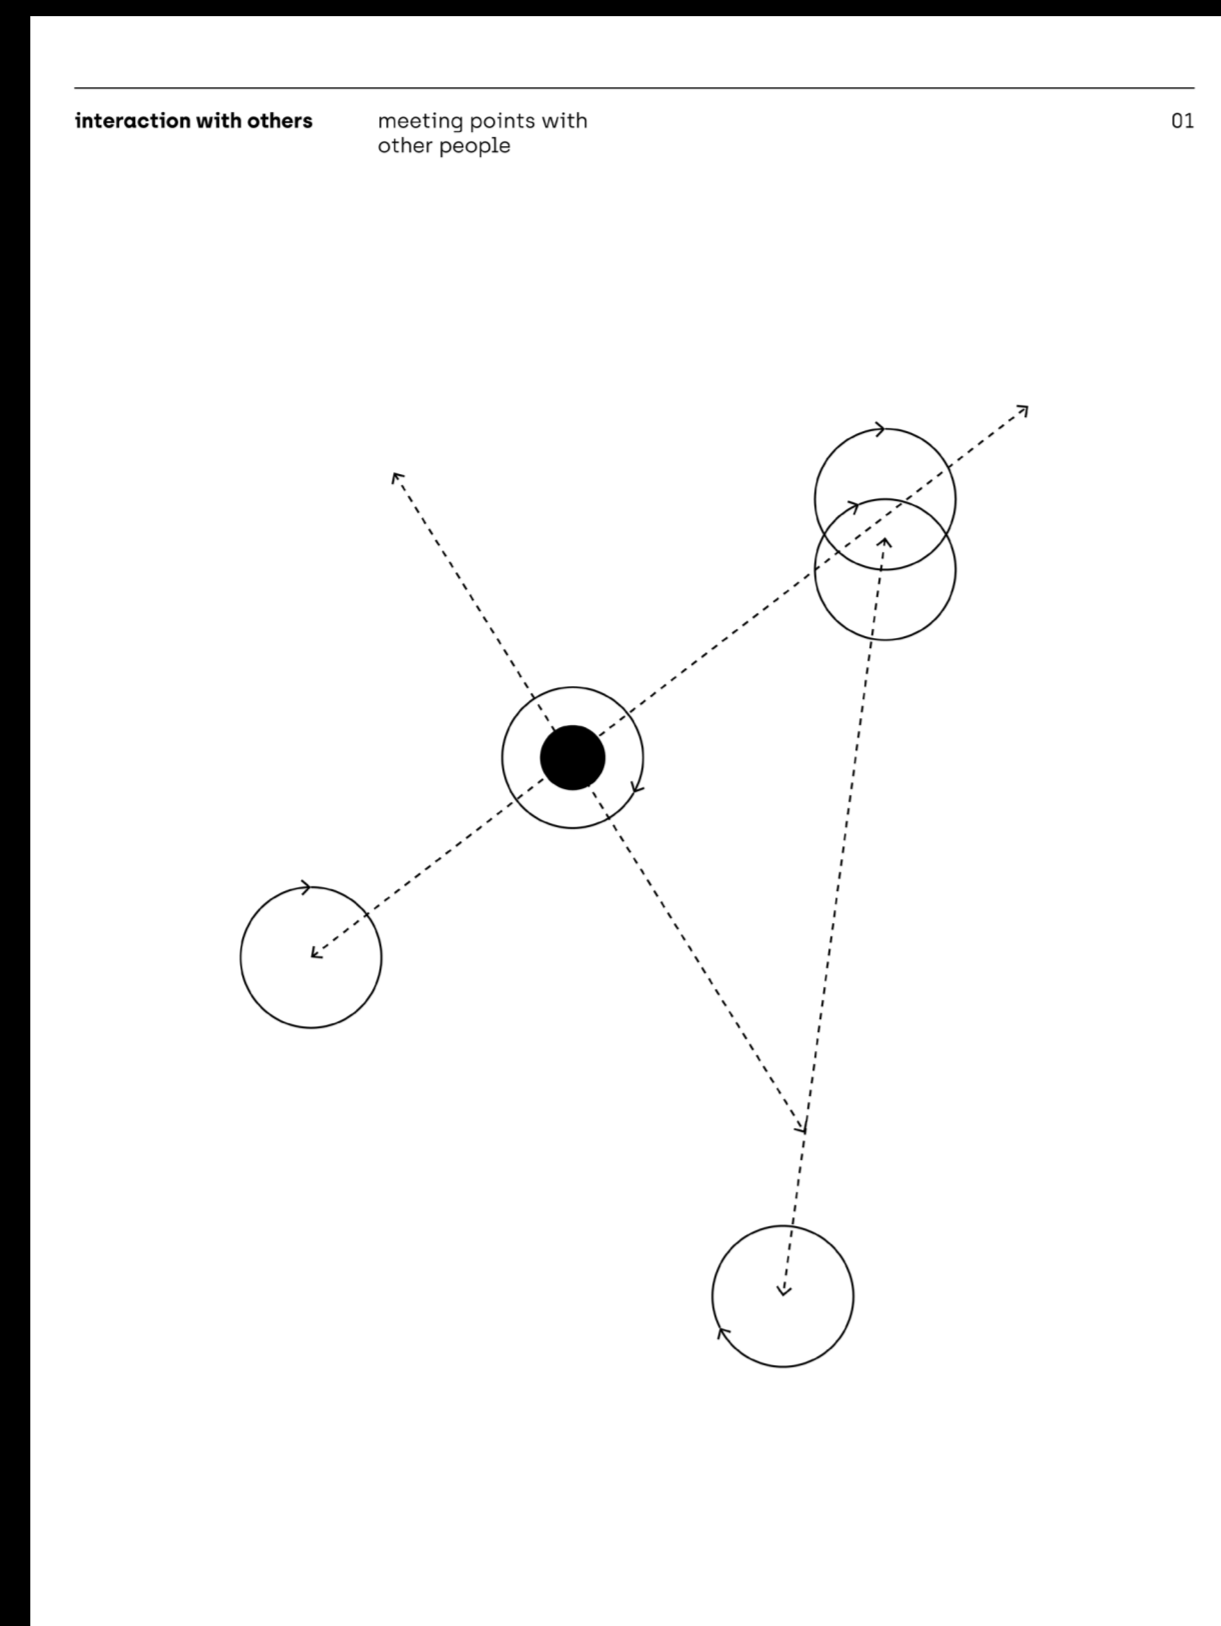 interaction with others
meeting points with
other people
01